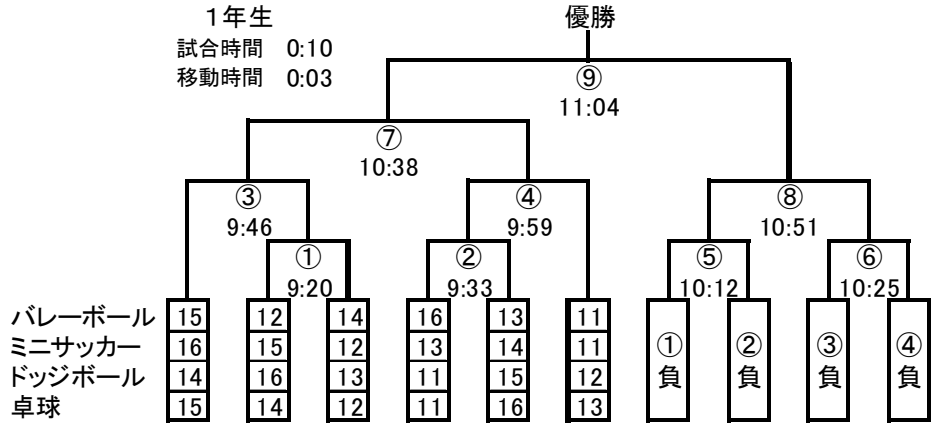 1年生
優勝
試合時間 0:10
移動時間 0:03
⑨
11:04
⑦
10:38
③ ④ ⑧
9:46 9:59 10:51
① ② ⑤ ⑥
9:20 9:33 10:12 10:25
バレーボール 15 12 14 16 13 11
ミニサッカー 16 15 12 13 14 11
ドッジボール 14 16 13 11 15 12
卓球 15 14 12 11 16 13
①負 ②負 ③負 ④負